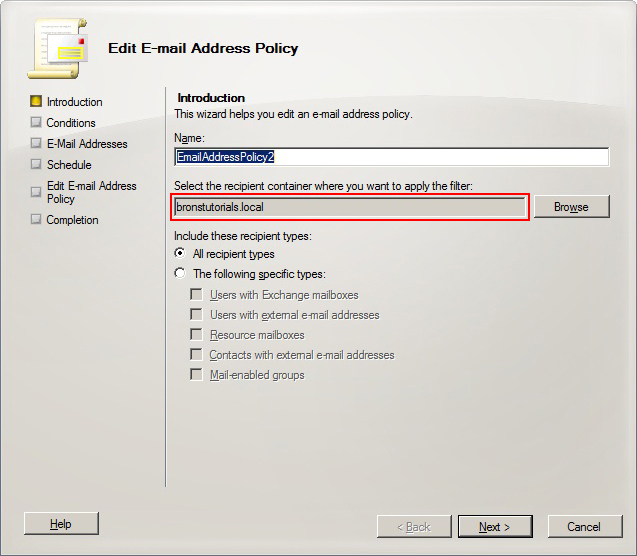 Edit E-mail Address Policy
Introduction
Conditions
E-Mail Addresses
Schedule
Edit E-mail Address
Policy
Completion
Introduction
This wizard helps you edit an e-mail address policy.
Name:
EmailAddressPolicy2
Select the recipient container where you want to apply the filter:
bronstutorials.local
Browse
Include these recipient types:
All recipient types
The following specific types:
Users with Exchange mailboxes
Users with external e-mail addresses
Resource mailboxes
Contacts with external e-mail addresses
Mail-enabled groups
Help
< Back
Next >
Cancel